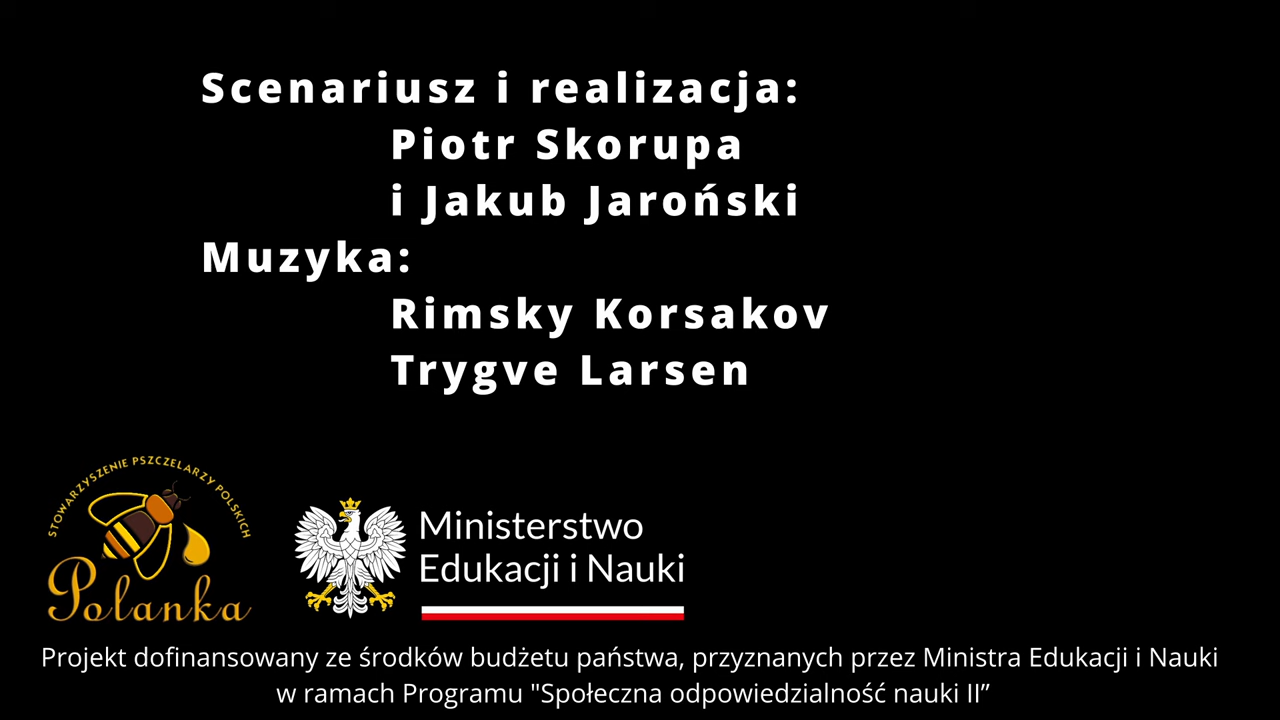 Scenariusz i realizacja:
Piotr Skorupa
i Jakub Jaroński
Muzyka:
Rimsky Korsakov
Trygve Larsen
STOWARZYSZENIE PSZCZELARZY POLSKICH
Polanka
Ministerstwo
Edukacji i Nauki
Projekt dofinansowany ze środków budżetu państwa, przyznanych przez Ministra Edukacji i Nauki
w ramach Programu "Społeczna odpowiedzialność nauki II”